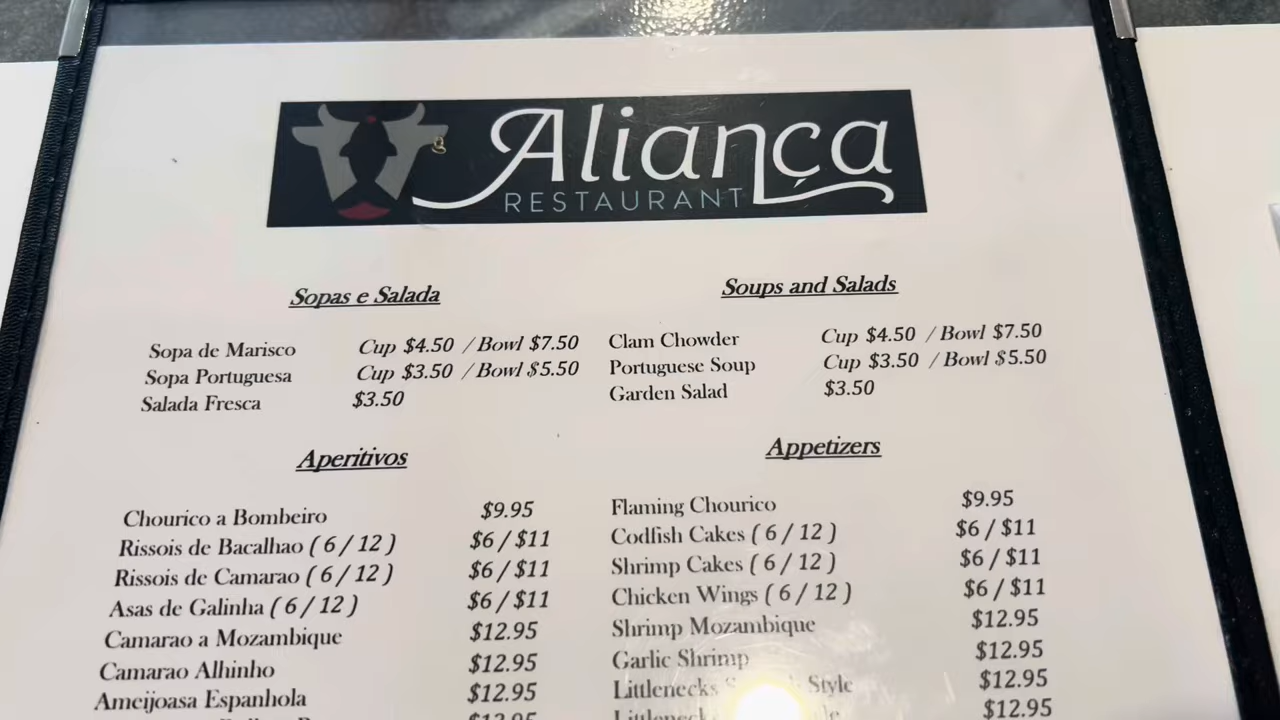 Aliança
RESTAURANT
Sopas e Salada
Sopa de Marisco Cup $4.50 / Bowl $7.50
Sopa Portuguesa Cup $3.50 / Bowl $5.50
Salada Fresca $3.50
Aperitivos
Chourico a Bombeiro $9.95
Rissois de Bacalhao ( 6 / 12 ) $6 / $11
Rissois de Camarao ( 6 / 12 ) $6 / $11
Asas de Galinha ( 6 / 12 ) $6 / $11
Camarao a Mozambique $12.95
Camarao Alhinho $12.95
Ameijoasa Espanhola $12.95
$12.95
Soups and Salads
Clam Chowder Cup $4.50 / Bowl $7.50
Portuguese Soup Cup $3.50 / Bowl $5.50
Garden Salad $3.50
Appetizers
Flaming Chourico $9.95
Codfish Cakes ( 6 / 12 ) $6 / $11
Shrimp Cakes ( 6 / 12 ) $6 / $11
Chicken Wings ( 6 / 12 ) $6 / $11
Shrimp Mozambique $12.95
Garlic Shrimp $12.95
Littlenecks Style $12.95
$12.95